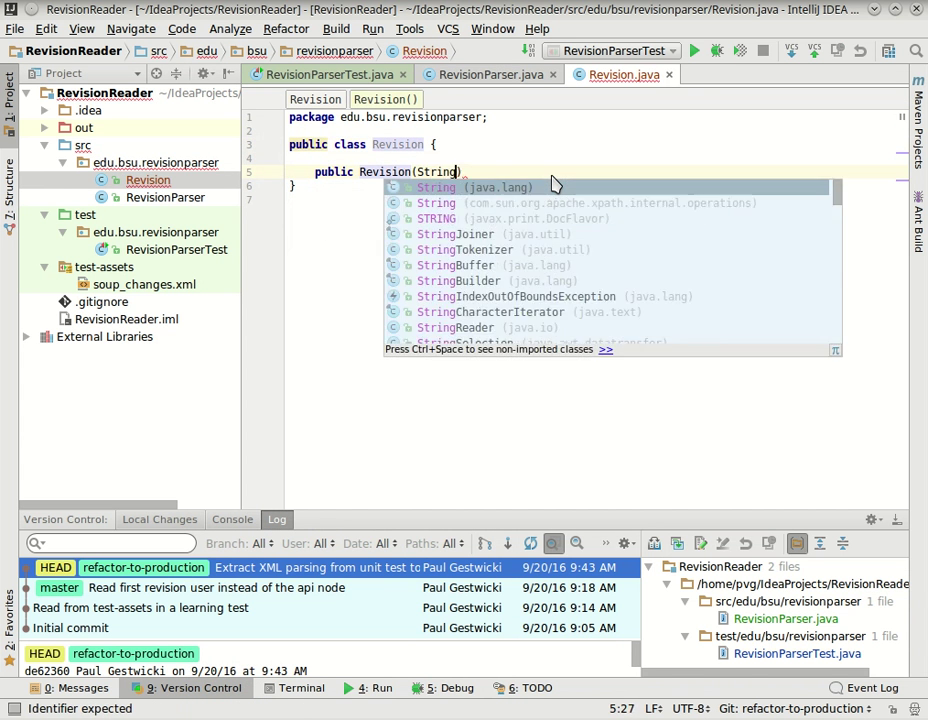 RevisionReader - [~/IdeaProjects/RevisionReader] - [RevisionReader] - ~/IdeaProjects/RevisionReader/src/edu/bsu/revisionparser/Revision.java - IntelliJ IDEA ...
File Edit View Navigate Code Analyze Refactor Build Run Tools VCS Window Help
RevisionReader src edu bsu revisionparser Revision RevisionParserTest VCS VCS
Project RevisionParserTest.java RevisionParser.java Revision.java
1: Project
7: Structure
2: Favorites
Maven Projects
Ant Build
RevisionReader ~/IdeaProjects/
.idea
out
src
edu.bsu.revisionparser
Revision
RevisionParser
test
edu.bsu.revisionparser
RevisionParserTest
test-assets
soup_changes.xml
.gitignore
RevisionReader.iml
External Libraries
Revision Revision()
1 package edu.bsu.revisionparser;
2
3 public class Revision {
4
5 public Revision(String)
6 }
7
String (java.lang)
String (com.sun.org.apache.xpath.internal.operations)
STRING (javax.print.DocFlavor)
StringJoiner (java.util)
StringTokenizer (java.util)
StringBuffer (java.lang)
StringBuilder (java.lang)
StringIndexOutOfBoundsException (java.lang)
StringCharacterIterator (java.text)
StringReader (java.io)
StringSelection (java.awt.datatransfer)
Press Ctrl+Space to see non-imported classes >> π
Version Control: Local Changes Console Log
Branch: All User: All Date: All Paths: All >>
HEAD refactor-to-production Extract XML parsing from unit test to Paul Gestwicki 9/20/16 9:43 AM
master Read first revision user instead of the api node Paul Gestwicki 9/20/16 9:18 AM
Read from test-assets in a learning test Paul Gestwicki 9/20/16 9:14 AM
Initial commit Paul Gestwicki 9/20/16 9:05 AM
HEAD refactor-to-production
de62360 Paul Gestwicki on 9/20/16 at 9:43 AM
RevisionReader 2 files
/home/pvg/IdeaProjects/RevisionReade
src/edu/bsu/revisionparser 1 file
RevisionParser.java
test/edu/bsu/revisionparser 1 file
RevisionParserTest.java
0: Messages 9: Version Control Terminal 4: Run 5: Debug 6: TODO Event Log
Identifier expected 5:27 LF UTF-8 Git: refactor-to-production